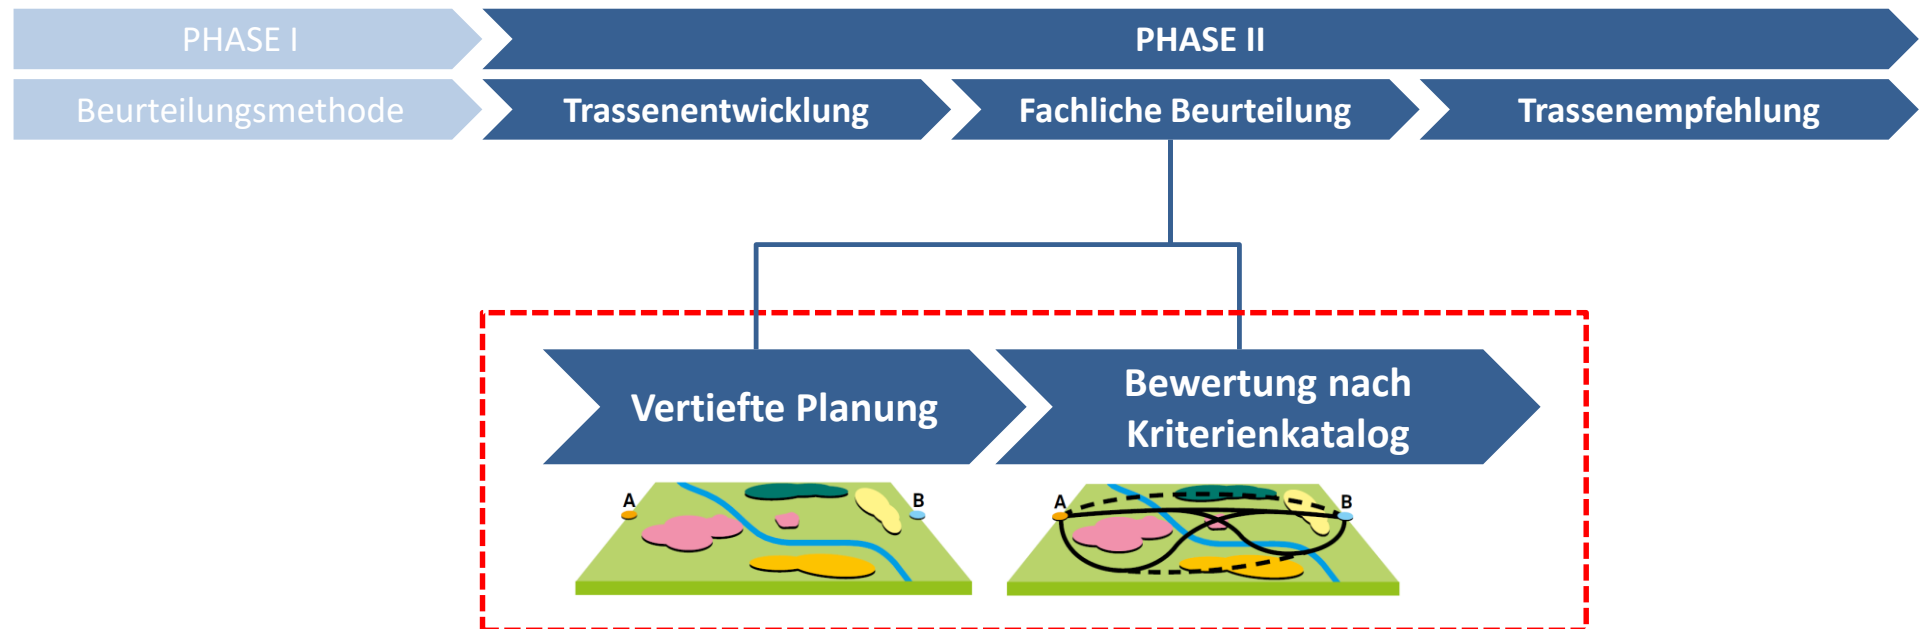 PHASE I
PHASE II
Beurteilungsmethode
Trassenentwicklung
Fachliche Beurteilung
Trassenempfehlung
Vertiefte Planung
Bewertung nach
Kriterienkatalog
A
B
A
B